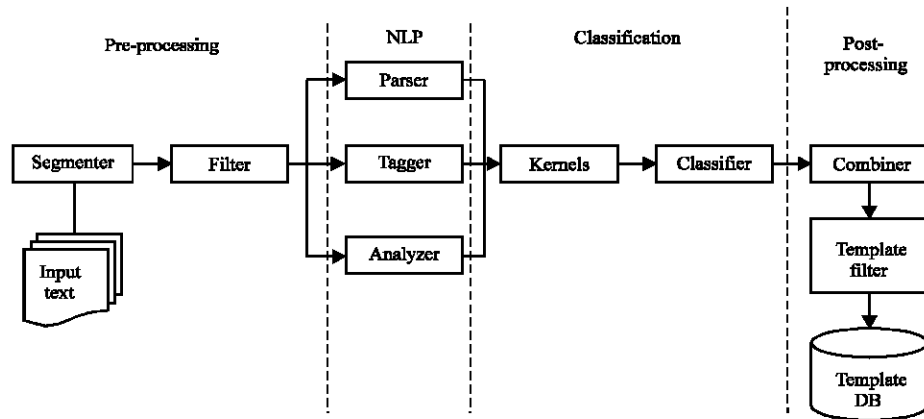 Pre-processing
NLP
Classification
Post-
processing
Parser
Segmenter
Filter
Tagger
Kernels
Classifier
Combiner
Analyzer
Input
text
Template
filter
Template
DB